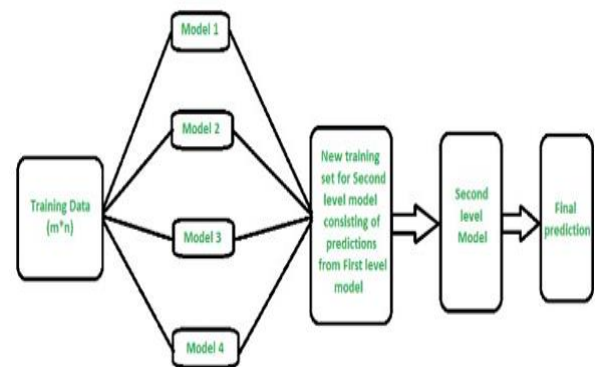 Model 1
Model 2
Model 3
Model 4
Training Data
(m*n)
New training
set for Second
level model
consisting of
predictions
from First level
model
Second
level
Model
Final
prediction